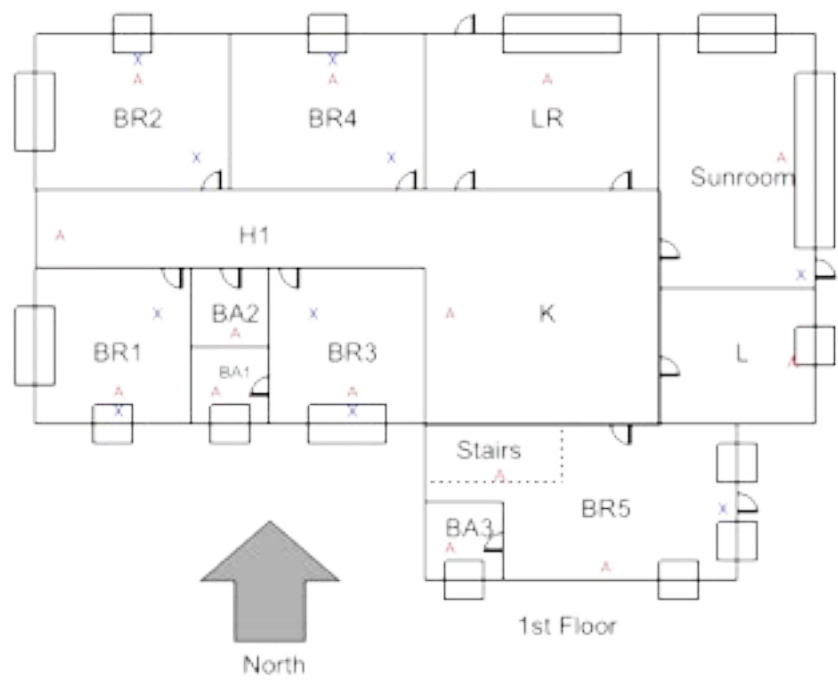 X X
A A A
BR2 BR4 LR
X X A
Sunroom
A H1
X
X BA2 X A K
A
BR1 BA1 BR3 L
A A A A
X X
Stairs
A
BA3 BR5 X
A A
1st Floor
North